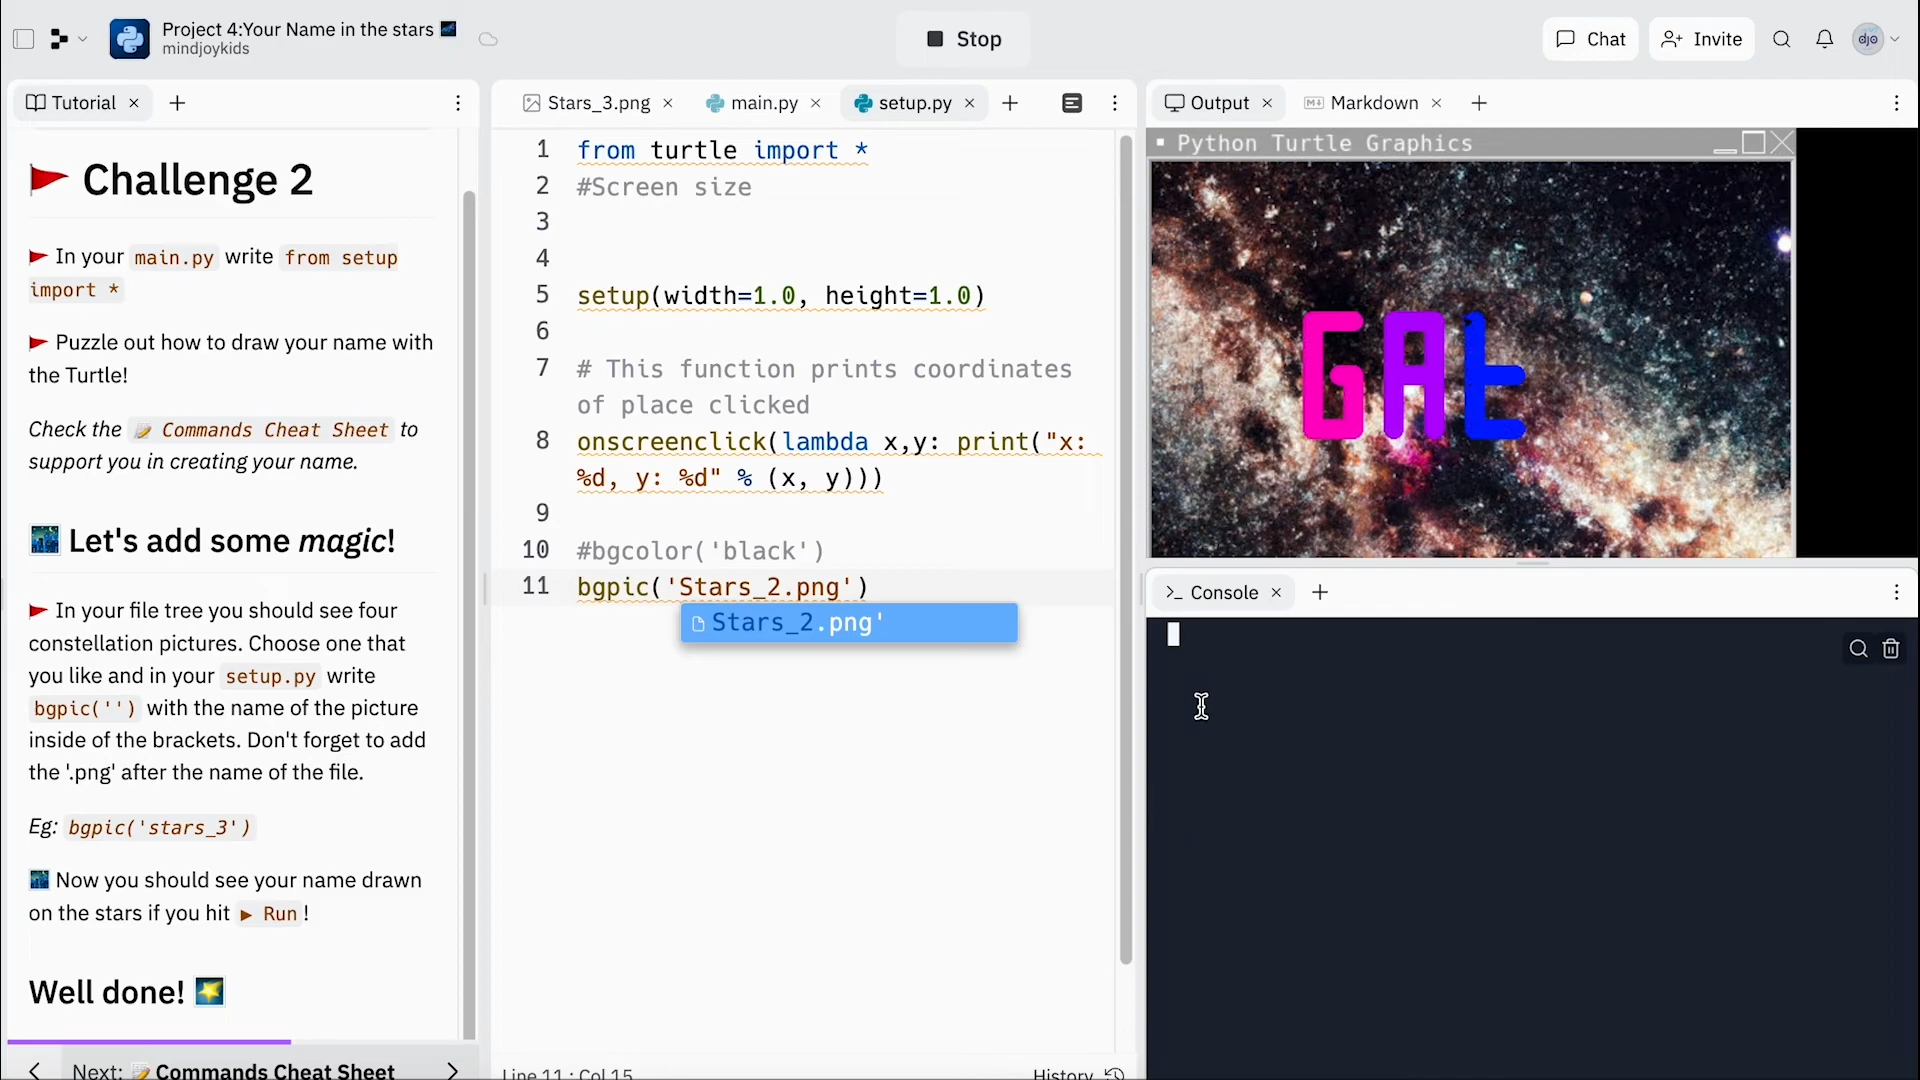 Project 4:Your Name in the stars
mindjoykids
Stop
Chat
Invite
djo
Tutorial
Challenge 2
In your main.py write from setup
import *
Puzzle out how to draw your name with
the Turtle!
Check the Commands Cheat Sheet to
support you in creating your name.
Let's add some magic!
In your file tree you should see four
constellation pictures. Choose one that
you like and in your setup.py write
bgpic('') with the name of the picture
inside of the brackets. Don't forget to add
the '.png' after the name of the file.
Eg: bgpic('stars_3')
Now you should see your name drawn
on the stars if you hit ▶ Run!
Well done!
Next: Commands Cheat Sheet
Stars_3.png
main.py
setup.py
1 from turtle import *
2 #Screen size
3
4
5 setup(width=1.0, height=1.0)
6
7 # This function prints coordinates
of place clicked
8 onscreenclick(lambda x,y: print("x:
%d, y: %d" % (x, y)))
9
10 #bgcolor('black')
11 bgpic('Stars_2.png')
Stars_2.png'
Line 11 : Col 15
History
Output
Markdown
Python Turtle Graphics
GAt
Console